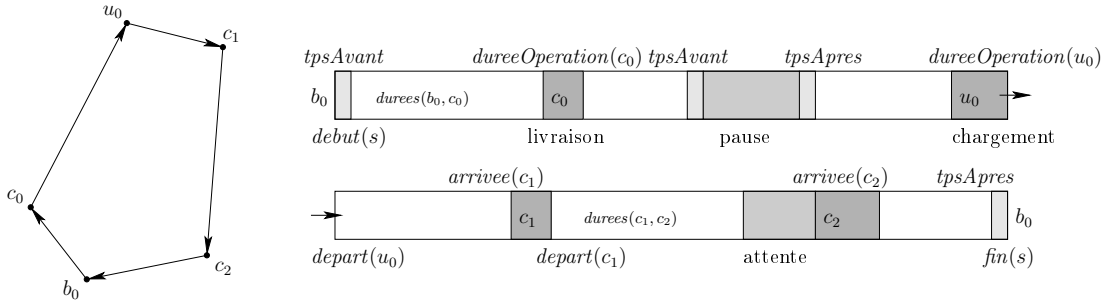 u₀
c₁
c₀
c₂
b₀
tpsAvant dureeOperation(c₀) tpsAvant tpsApres dureeOperation(u₀)
b₀ durees(b₀, c₀) c₀ u₀
debut(s) livraison pause chargement
arrivee(c₁) arrivee(c₂) tpsApres
c₁ durees(c₁, c₂) c₂ b₀
depart(u₀) depart(c₁) attente fin(s)